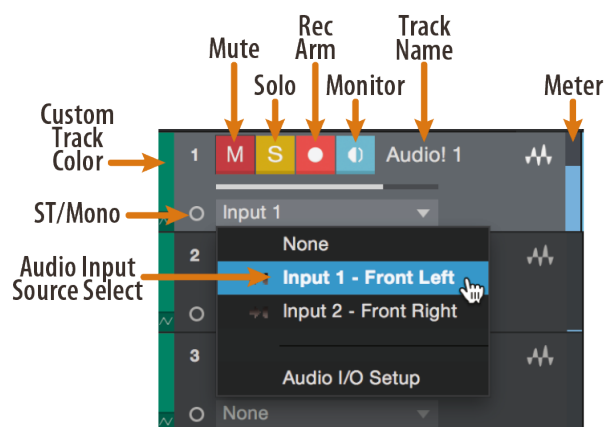 Rec
Arm
Track
Name
Mute
Solo
Monitor
Meter
Custom
Track
Color
1
M
S
Audio! 1
ST/Mono
Input 1
2
None
Audio Input
Source Select
Input 1 - Front Left
Input 2 - Front Right
3
Audio I/O Setup
None